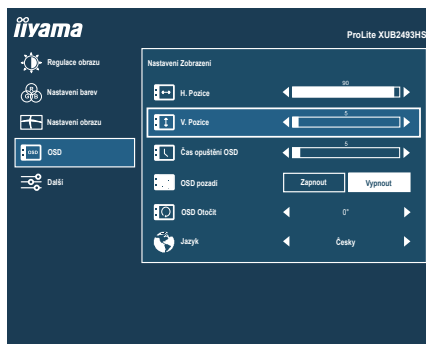 iiyama
ProLite XUB2493HS
Regulace obrazu
Nastavení barev
Nastavení obrazu
OSD OSD
Další
Nastavení Zobrazení
H. Pozice 90
V. Pozice 5
Čas opuštění OSD 5
OSD pozadí Zapnout Vypnout
OSD Otočit 0°
Jazyk Česky